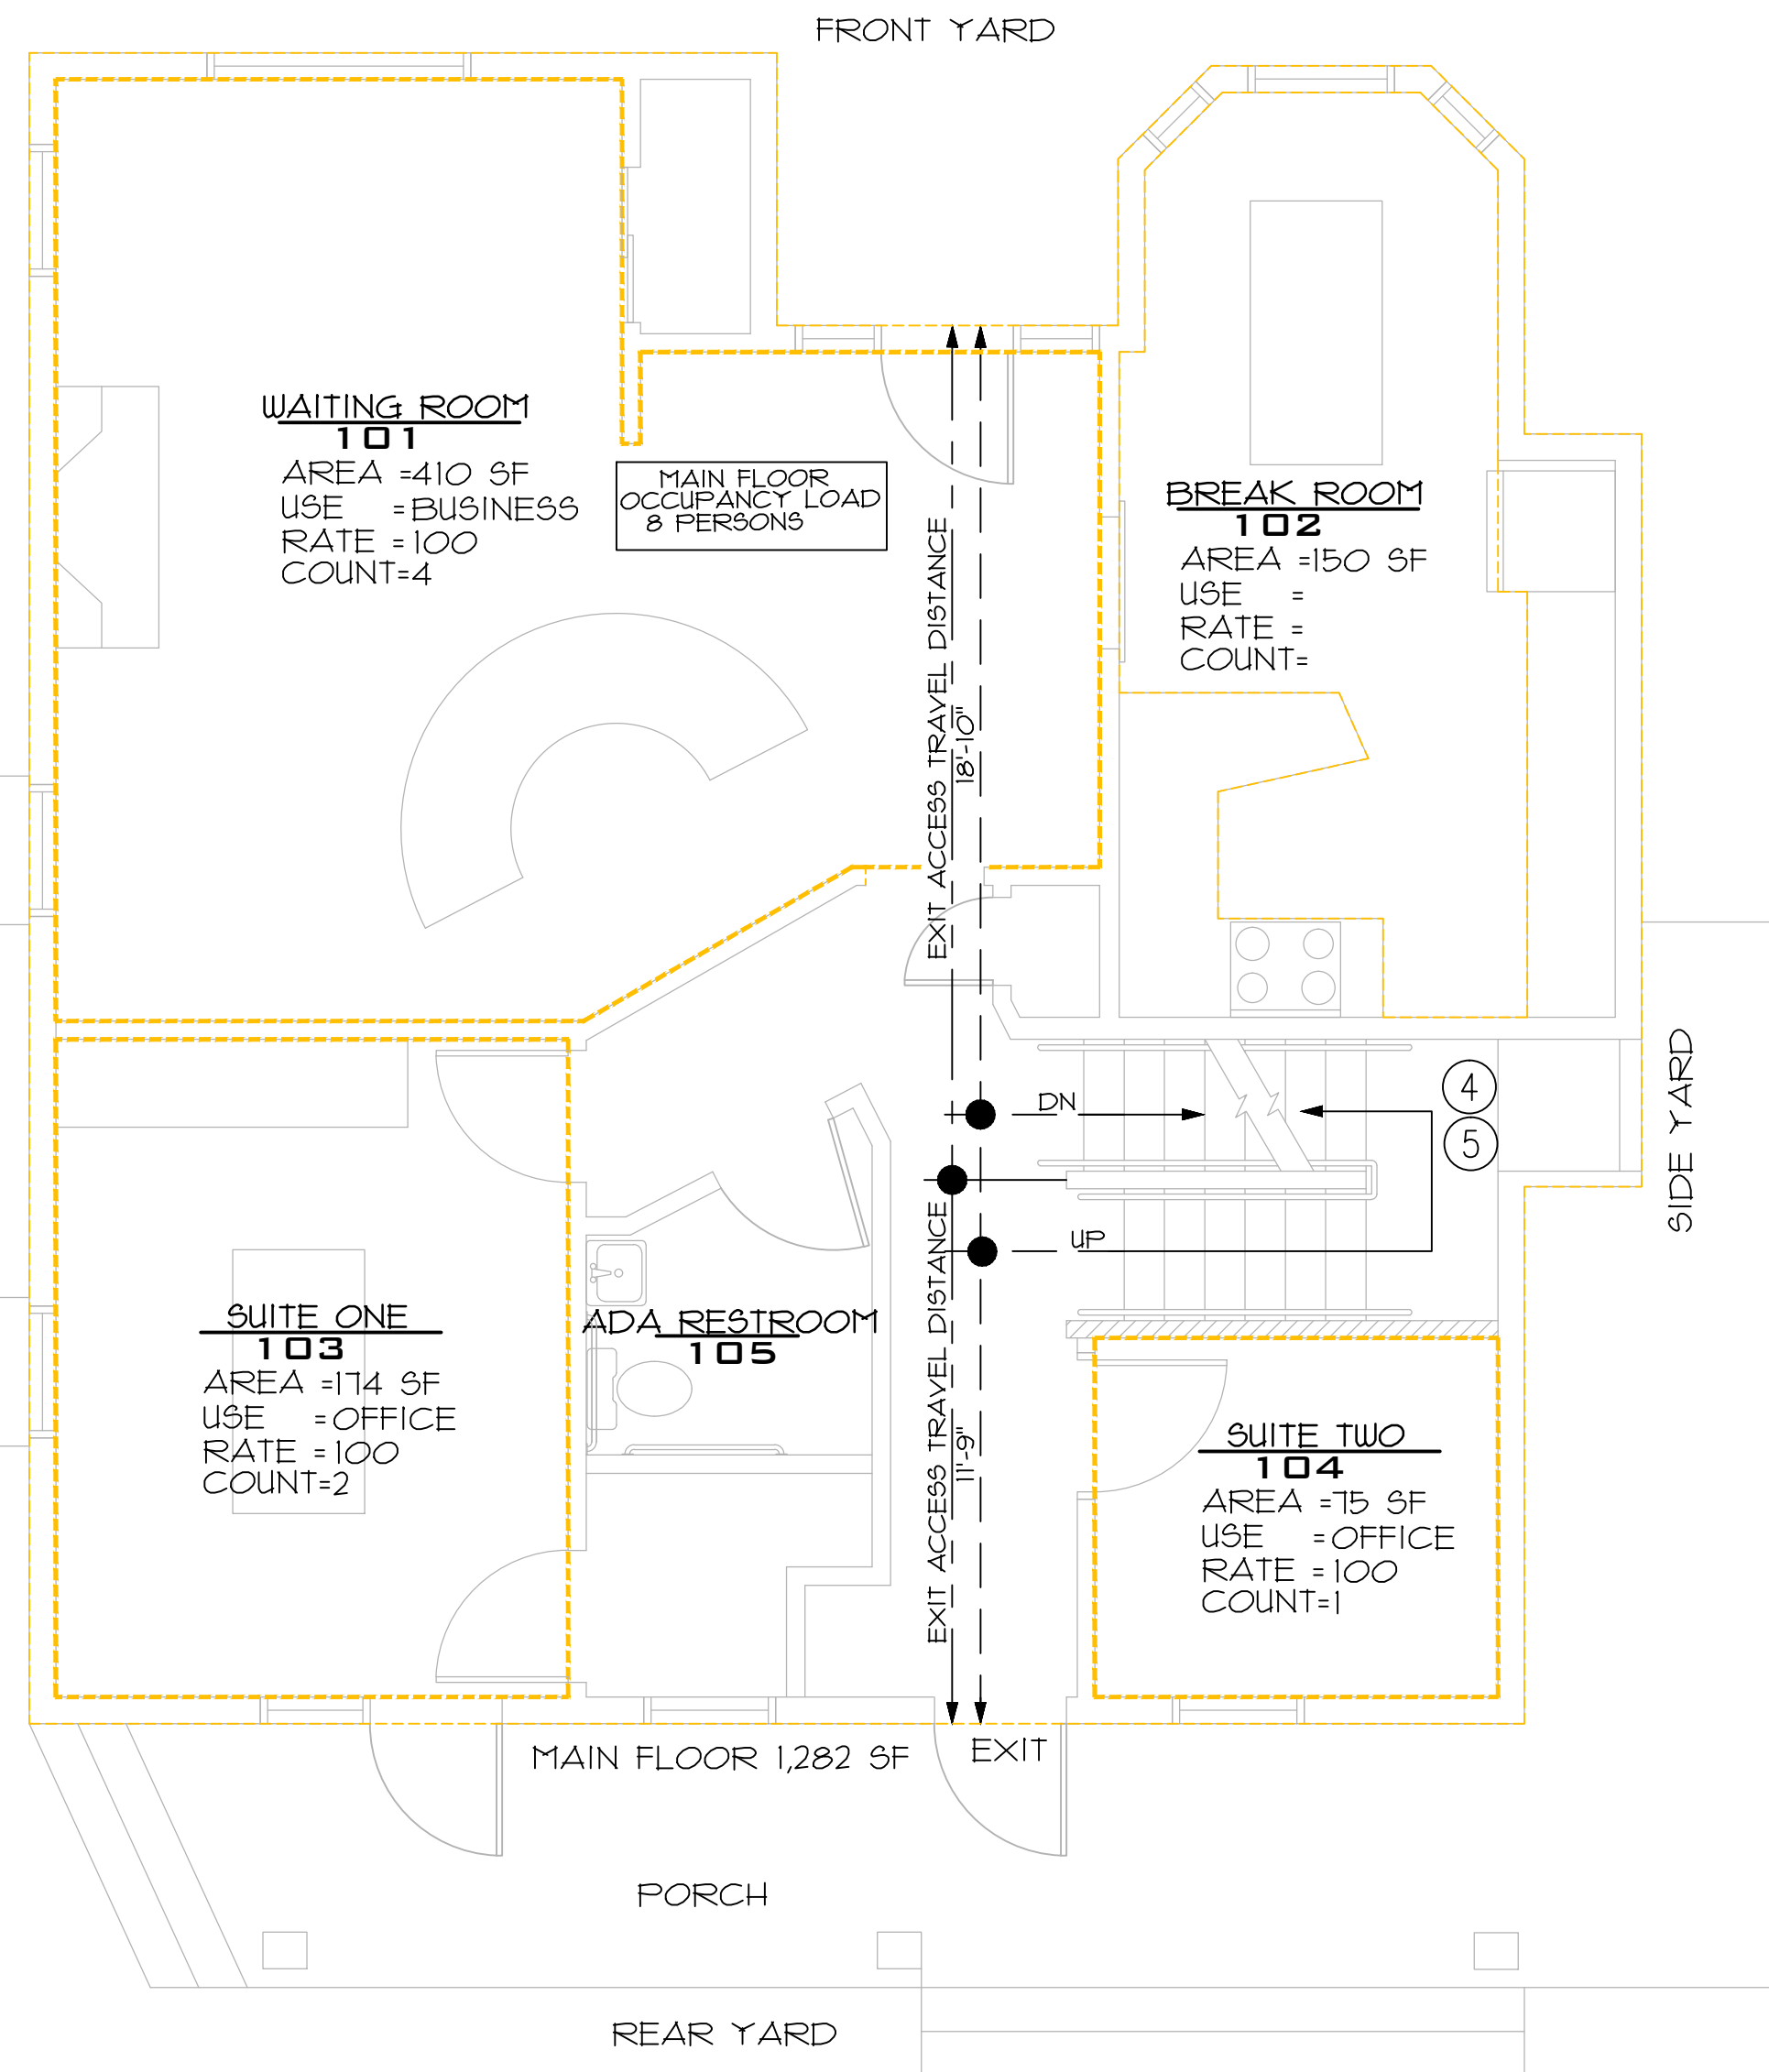 FRONT YARD
WAITING ROOM
101
AREA =410 SF
USE =BUSINESS
RATE =100
COUNT=4
MAIN FLOOR
OCCUPANCY LOAD
8 PERSONS
BREAK ROOM
102
AREA =150 SF
USE =
RATE =
COUNT=
EXIT ACCESS TRAVEL DISTANCE
18'-10"
DN
4
5
UP
SIDE YARD
EXIT ACCESS TRAVEL DISTANCE
11'-9"
SUITE ONE
103
AREA =174 SF
USE =OFFICE
RATE =100
COUNT=2
ADA RESTROOM
105
SUITE TWO
104
AREA =75 SF
USE =OFFICE
RATE =100
COUNT=1
MAIN FLOOR 1,282 SF
EXIT
PORCH
REAR YARD